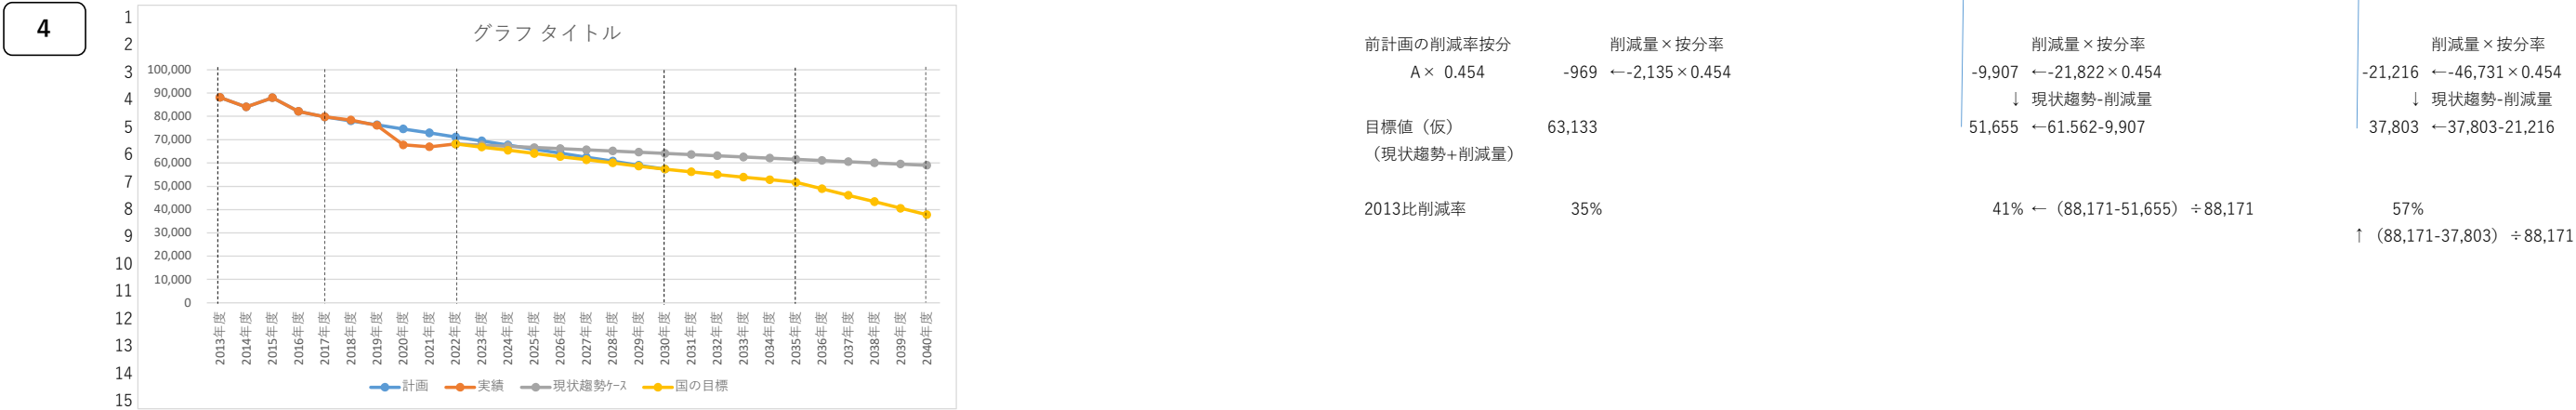 4
1
2
3
4
5
6
7
8
9
10
11
12
13
14
15
グラフ タイトル
100,000
90,000
80,000
70,000
60,000
50,000
40,000
30,000
20,000
10,000
0
2013年度
2014年度
2015年度
2016年度
2017年度
2018年度
2019年度
2020年度
2021年度
2022年度
2023年度
2024年度
2025年度
2026年度
2027年度
2028年度
2029年度
2030年度
2031年度
2032年度
2033年度
2034年度
2035年度
2036年度
2037年度
2038年度
2039年度
2040年度
計画 実績 現状趨勢ｹｰｽ 国の目標
前計画の削減率按分 削減量×按分率 削減量×按分率 削減量×按分率
A× 0.454 -969 ←-2,135×0.454 -9,907 ←-21,822×0.454 -21,216 ←-46,731×0.454
↓ 現状趨勢-削減量 ↓ 現状趨勢-削減量
目標値（仮） 63,133 51,655 ←61.562-9,907 37,803 ←37,803-21,216
（現状趨勢+削減量）
2013比削減率 35% 41% ←（88,171-51,655）÷88,171 57%
↑（88,171-37,803）÷88,171